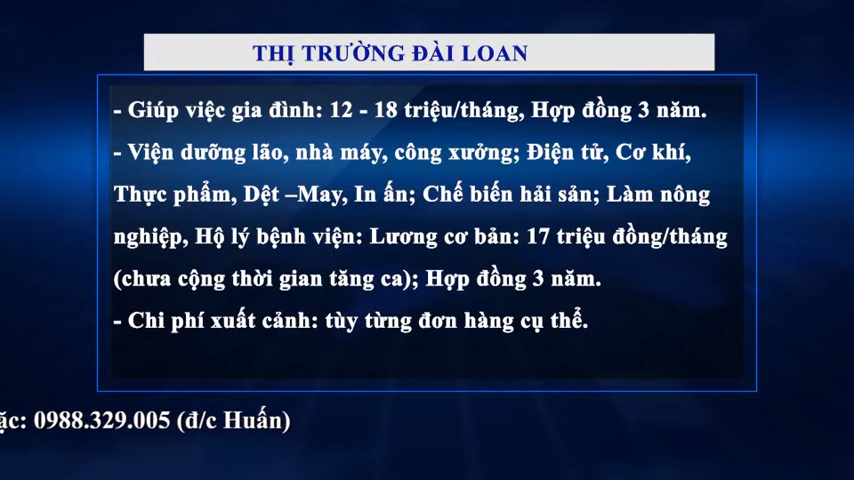 THỊ TRƯỜNG ĐÀI LOAN
- Giúp việc gia đình: 12 - 18 triệu/tháng, Hợp đồng 3 năm.
- Viện dưỡng lão, nhà máy, công xưởng; Điện tử, Cơ khí,
Thực phẩm, Dệt –May, In ấn; Chế biến hải sản; Làm nông
nghiệp, Hộ lý bệnh viện: Lương cơ bản: 17 triệu đồng/tháng
(chưa cộng thời gian tăng ca); Hợp đồng 3 năm.
- Chi phí xuất cảnh: tùy từng đơn hàng cụ thể.
0988.329.005 (đ/c Huấn)